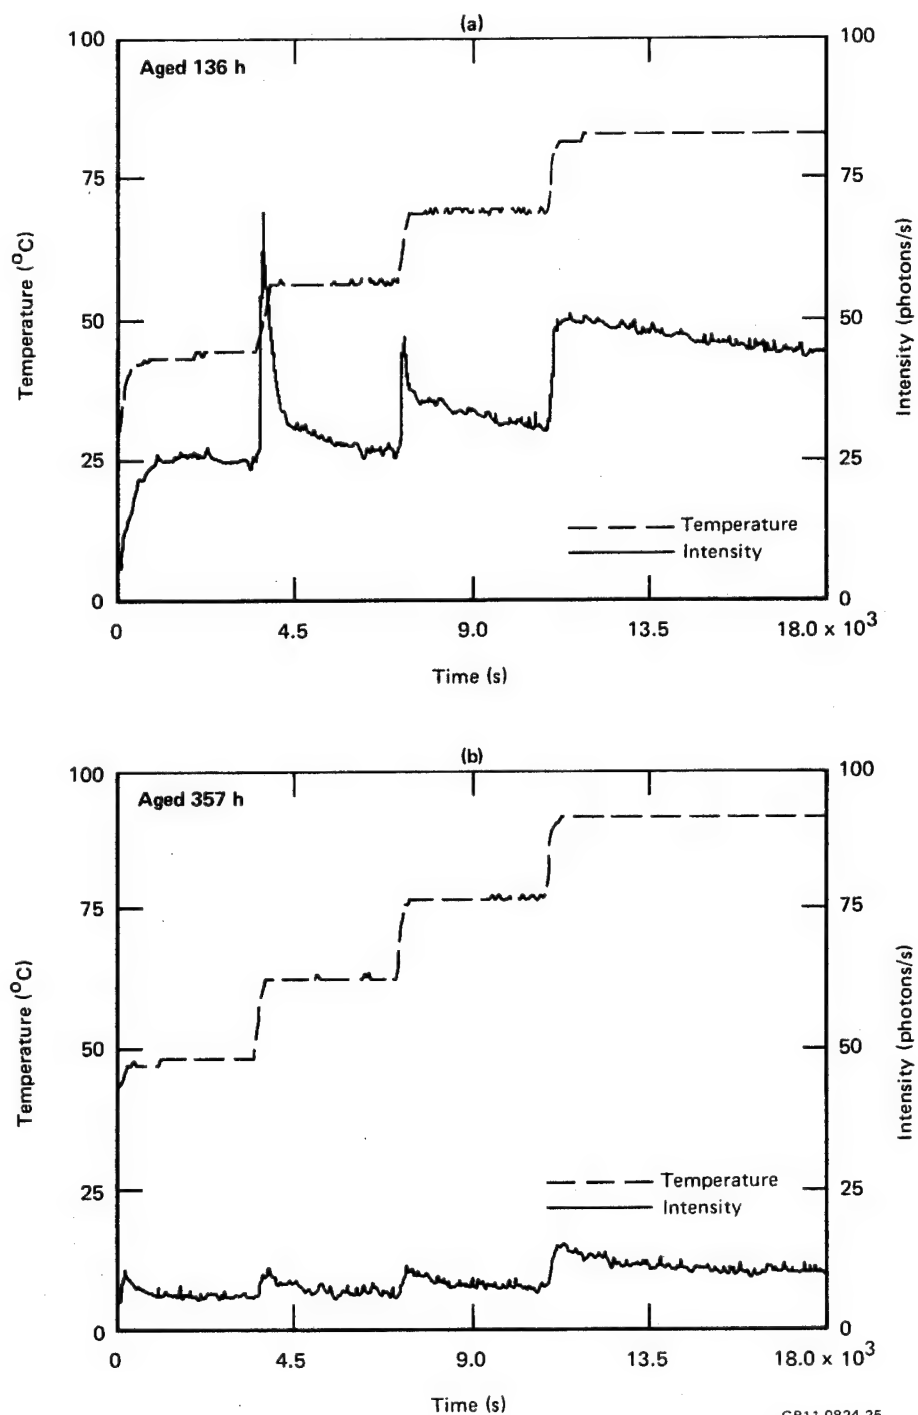 (a)
100
100
Aged 136 h
75
75
Temperature (°C)
Intensity (photons/s)
50
50
25
25
Temperature
Intensity
0
0
0
4.5
9.0
13.5
18.0 x 10³
Time (s)
(b)
100
100
Aged 357 h
75
75
Temperature (°C)
Intensity (photons/s)
50
50
25
25
Temperature
Intensity
0
0
0
4.5
9.0
13.5
18.0 x 10³
Time (s)